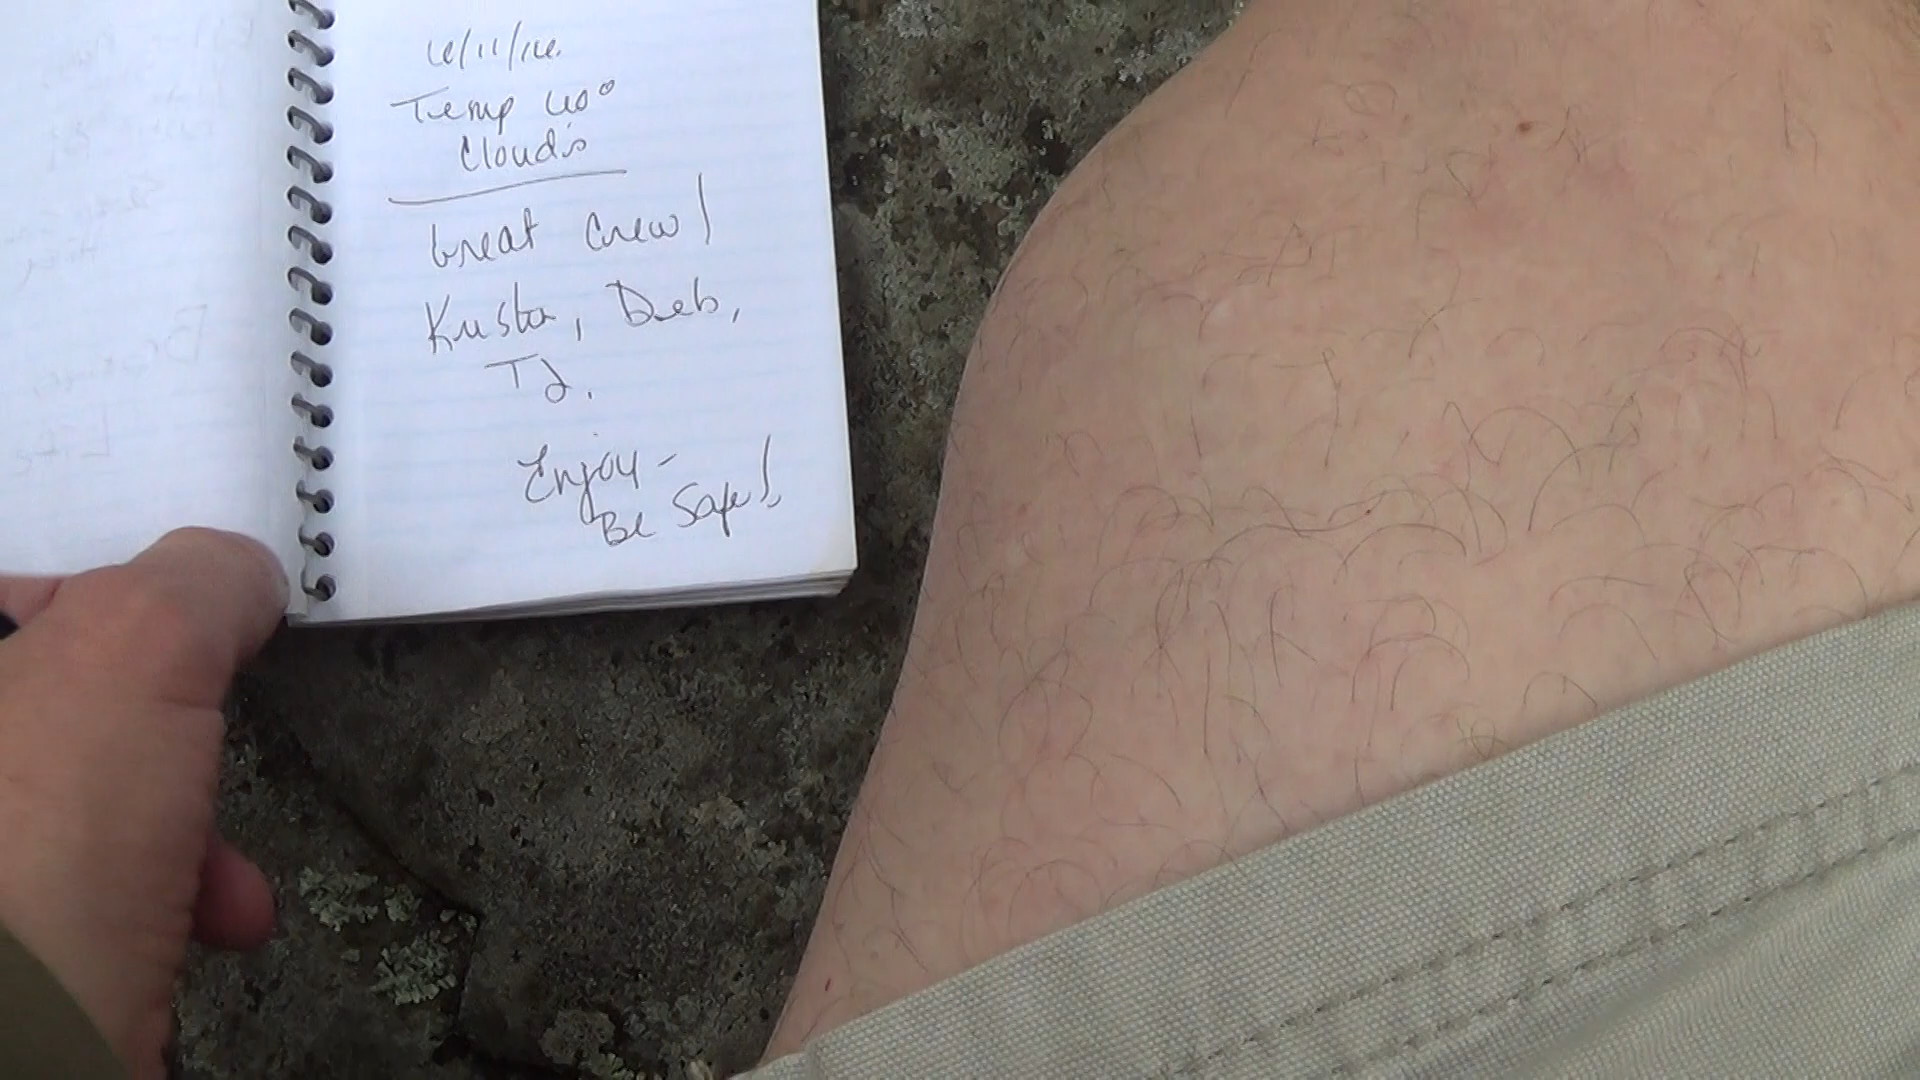 6/11/16.
Temp 60°
Clouds
Great Crew!
Krista, Deb,
TJ.
Enjoy -
Be Safe!